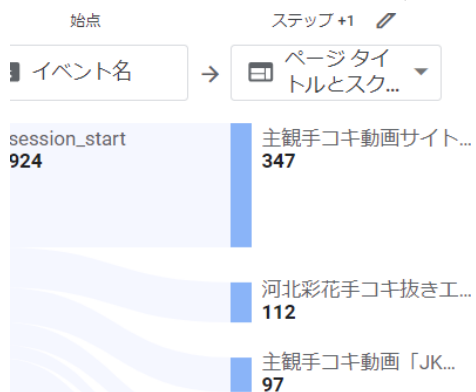 始点
ステップ +1
イベント名
→
ページ タイ
トルとスク...
session_start
924
主観手コキ動画サイト...
347
河北彩花手コキ抜きエ...
112
主観手コキ動画「JK...
97